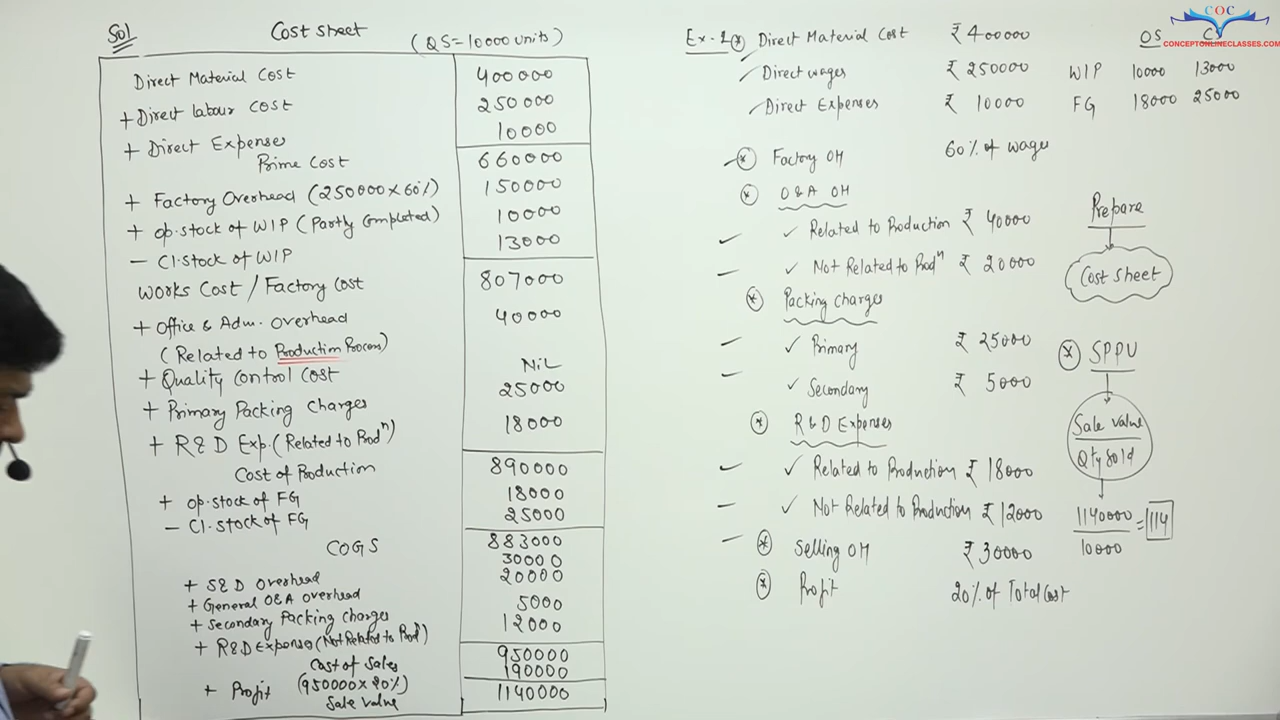 Sol
Cost sheet
(QS=10000 units)
Direct Material Cost 400000
+ Direct labour cost 250000
+ Direct Expenses 10000
Prime Cost 660000
+ Factory Overhead (250000×60%) 150000
+ op.stock of WIP (Partly Completed) 10000
- Cl.stock of WIP 13000
Works Cost / Factory Cost 807000
+ Office & Adm. Overhead 40000
(Related to Production Process)
+ Quality Control Cost NiL
+ Primary Packing Charges 25000
+ R&D Exp.(Related to Prodⁿ) 18000
Cost of Production 890000
+ op.stock of FG 18000
- Cl.stock of FG 25000
COGS 883000
+ S&D Overhead 30000
+ General O&A overhead 20000
+ Secondary Packing charges 5000
+ R&D Expenses (Not Related to Prodⁿ) 12000
Cost of Sales 950000
+ Profit (950000×20%) 190000
Sale Value 1140000
Ex-2 * Direct Material Cost ₹ 400000
✓ Direct wages ₹ 250000
✓ Direct Expenses ₹ 10000
* Factory OH 60% of wages
* O&A OH
✓ Related to Production ₹ 40000
✓ Not Related to Prodⁿ ₹ 20000
* Packing charges
✓ Primary ₹ 25000
✓ Secondary ₹ 5000
* R&D Expenses
✓ Related to Production ₹ 18000
✓ Not Related to Production ₹ 12000
* Selling OH ₹ 30000
* Profit 20% of Total Cost
OS CS
WIP 10000 13000
FG 18000 25000
Prepare
Cost sheet
* SPPU
Sale value
Qty sold
1140000
10000
= 114
COC
CONCEPTONLINECLASSES.COM